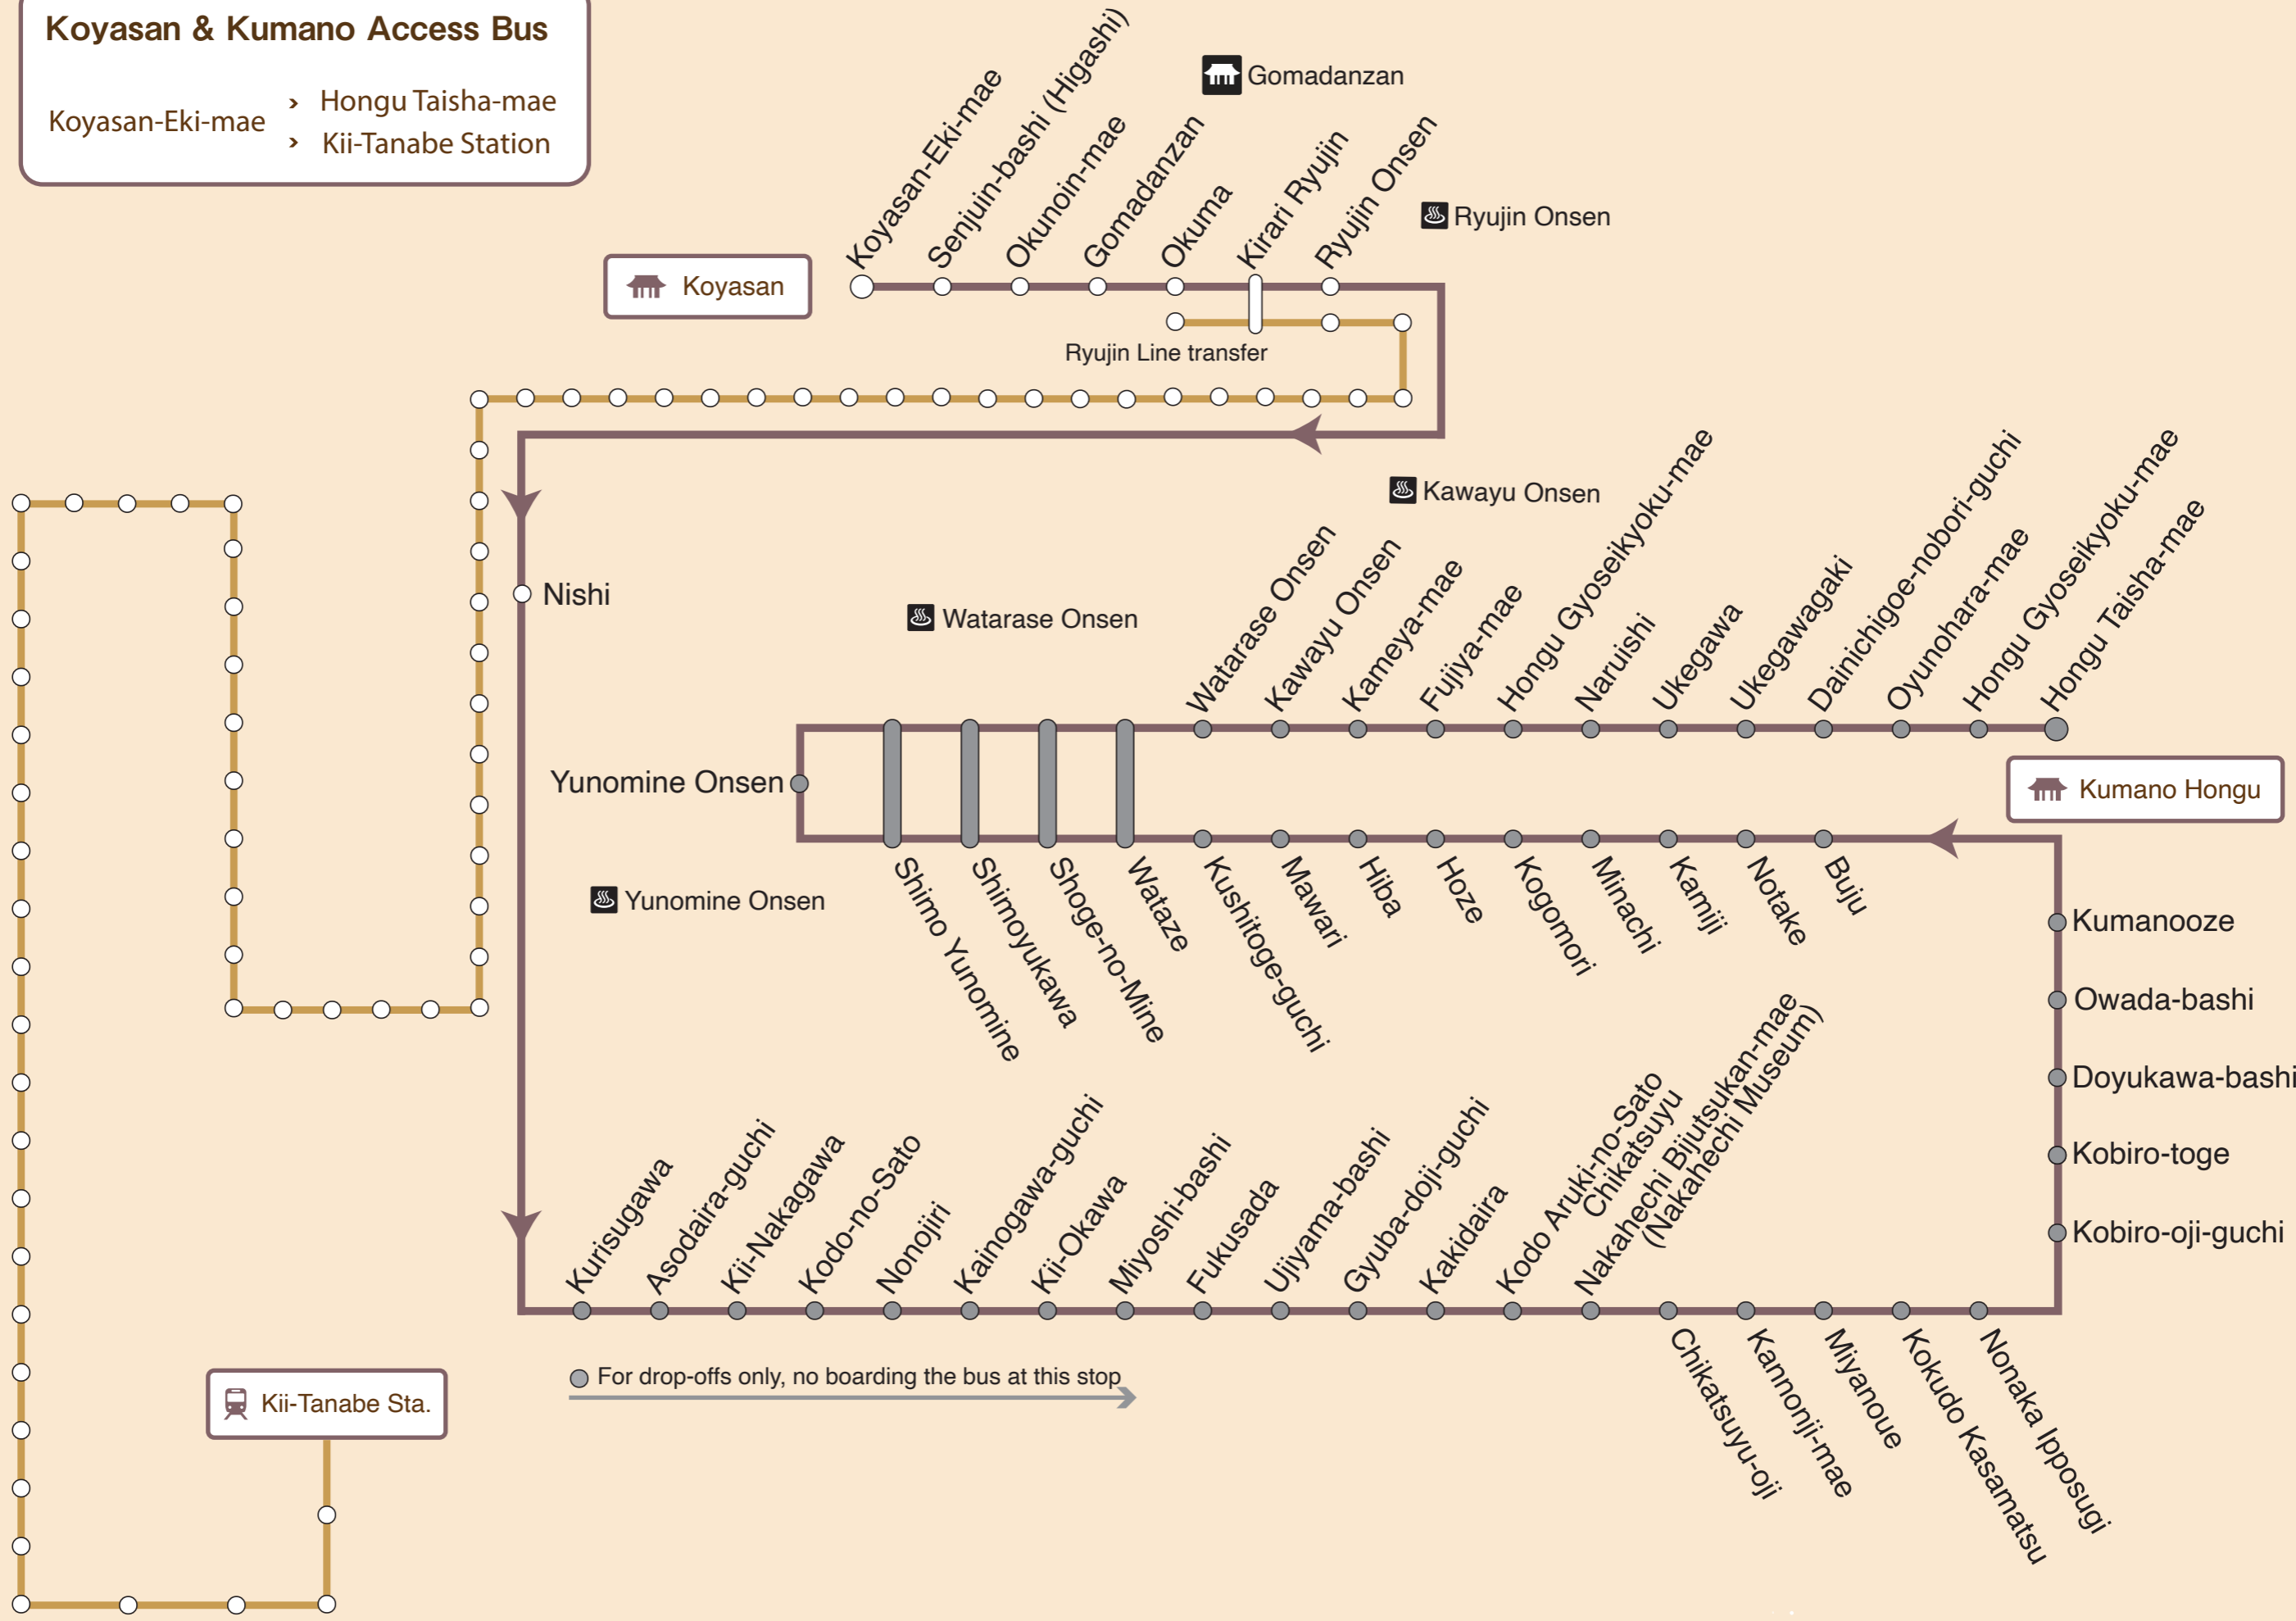 Koyasan & Kumano Access Bus
Koyasan-Eki-mae
› Hongu Taisha-mae
› Kii-Tanabe Station
Gomadanzan
Koyasan-Eki-mae
Senjuin-bashi (Higashi)
Okunoin-mae
Gomadanzan
Okuma
Kirari Ryujin
Ryujin Onsen
Ryujin Onsen
Koyasan
Ryujin Line transfer
Nishi
Kawayu Onsen
Watarase Onsen
Watarase Onsen
Kawayu Onsen
Kameya-mae
Fujiya-mae
Hongu Gyoseikyoku-mae
Naruishi
Ukegawa
Ukegawagaki
Dainichigoe-nobori-guchi
Oyunohara-mae
Hongu Gyoseikyoku-mae
Hongu Taisha-mae
Yunomine Onsen
Kumano Hongu
Yunomine Onsen
Shimo Yunomine
Shimoyukawa
Shoge-no-Mine
Wataze
Kushitoge-guchi
Mawari
Hiba
Hoze
Kogomori
Minachi
Kamiji
Notake
Buju
Kumanooze
Owada-bashi
Doyukawa-bashi
Kobiro-toge
Kobiro-oji-guchi
Kurisugawa
Asodaira-guchi
Kii-Nakagawa
Kodo-no-Sato
Nonojiri
Kainogawa-guchi
Kii-Okawa
Miyoshi-bashi
Fukusada
Ujiyama-bashi
Gyuba-doji-guchi
Kakidaira
Kodo Aruki-no-Sato
Chikatsuyu
Nakahechi Bijutsukan-mae
(Nakahechi Museum)
Chikatsuyu-oji
Kannonji-mae
Miyanoue
Kokudo Kasamatsu
Nonaka Ipposugi
For drop-offs only, no boarding the bus at this stop
Kii-Tanabe Sta.